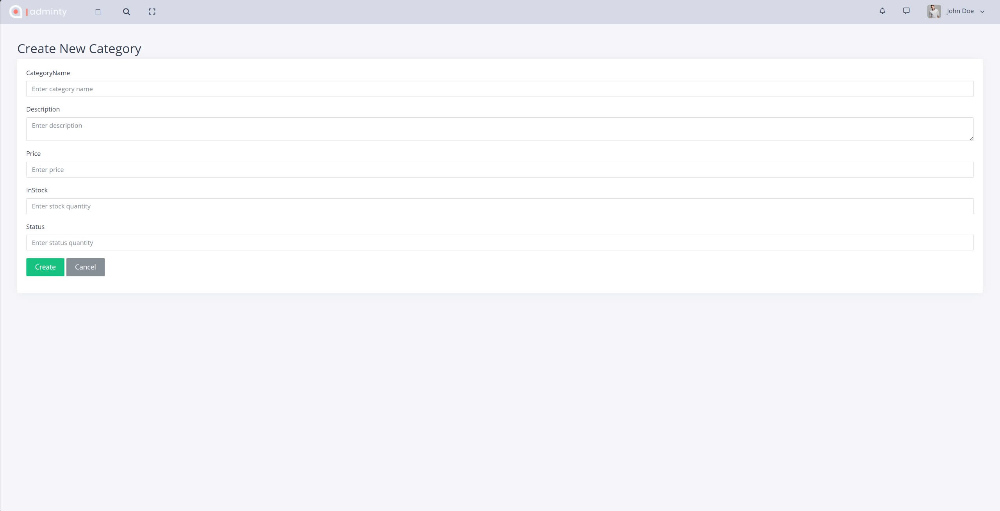 adminty
John Doe
Create New Category
CategoryName
Enter category name
Description
Enter description
Price
Enter price
InStock
Enter stock quantity
Status
Enter status quantity
Create Cancel